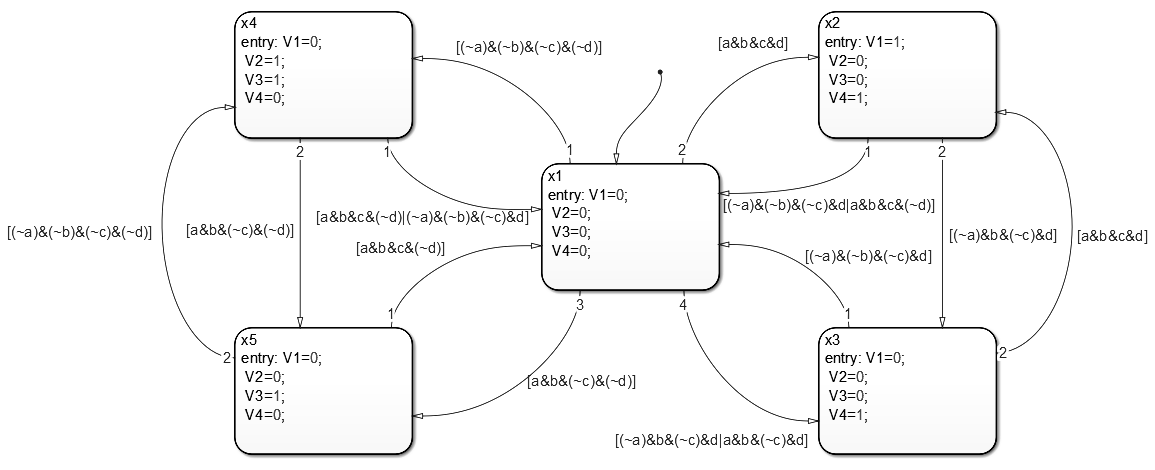 x4
entry: V1=0;
V2=1;
V3=1;
V4=0;
[(~a)&(~b)&(~c)&(~d)]
[a&b&c&d]
x2
entry: V1=1;
V2=0;
V3=0;
V4=1;
2
1
1
2
1
2
x1
entry: V1=0;
V2=0;
V3=0;
V4=0;
[(~a)&(~b)&(~c)&(~d)]
[a&b&(~c)&(~d)]
[a&b&c&(~d)|(~a)&(~b)&(~c)&d]
[a&b&c&(~d)]
[(~a)&(~b)&(~c)&d|a&b&c&(~d)]
[(~a)&(~b)&(~c)&d]
[(~a)&b&(~c)&d]
[a&b&c&d]
1
3
4
1
2
x5
entry: V1=0;
V2=0;
V3=1;
V4=0;
[a&b&(~c)&(~d)]
[(~a)&b&(~c)&d|a&b&(~c)&d]
x3
entry: V1=0;
V2=0;
V3=0;
V4=1;
2